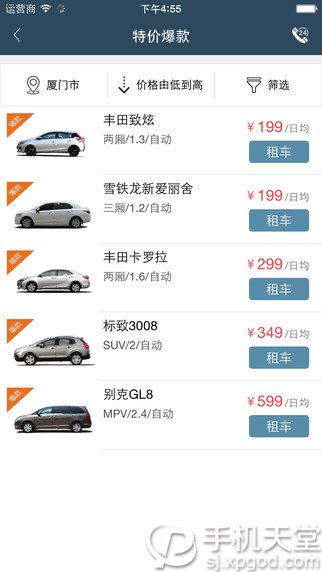 运营商 下午4:55
特价爆款 24
厦门市 价格由低到高 筛选
爆款
丰田致炫
两厢/1.3/自动
¥199/日均
租车
爆款
雪铁龙新爱丽舍
三厢/1.2/自动
¥199/日均
租车
爆款
丰田卡罗拉
两厢/1.6/自动
¥299/日均
租车
爆款
标致3008
SUV/2/自动
¥349/日均
租车
爆款
别克GL8
MPV/2.4/自动
¥599/日均
租车
手机天堂
sj.xpgod.com